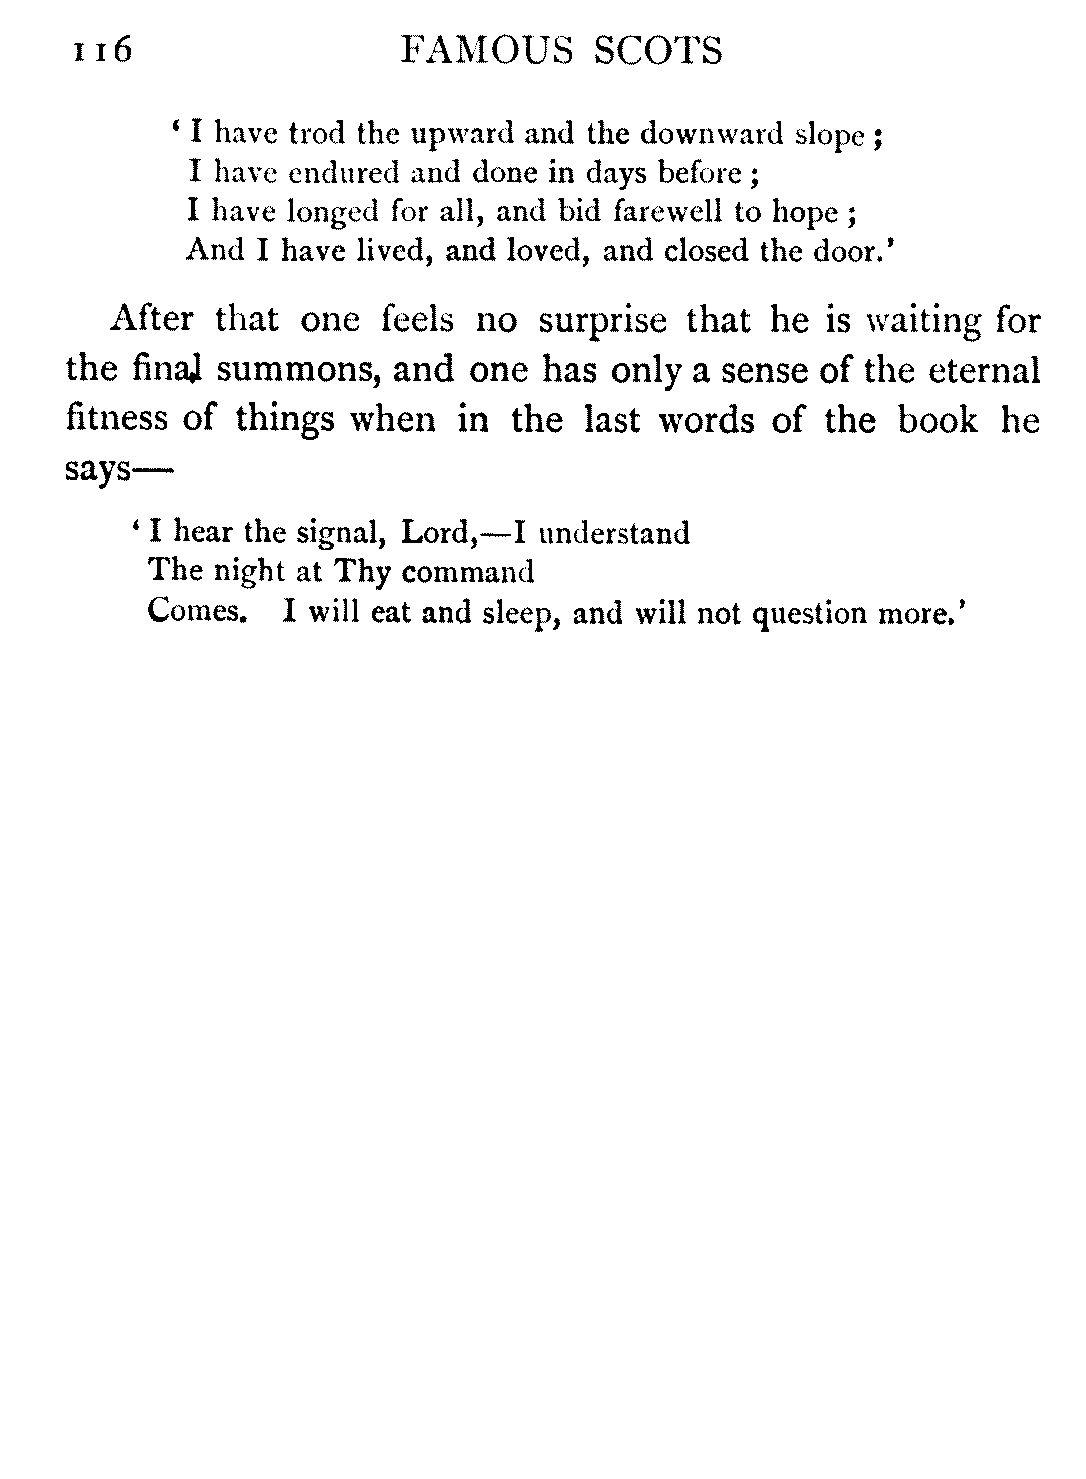 116 FAMOUS SCOTS
‘ I have trod the upward and the downward slope ;
I have endured and done in days before ;
I have longed for all, and bid farewell to hope ;
And I have lived, and loved, and closed the door.’
After that one feels no surprise that he is waiting for
the final summons, and one has only a sense of the eternal
fitness of things when in the last words of the book he
says—
‘ I hear the signal, Lord,—I understand
The night at Thy command
Comes. I will eat and sleep, and will not question more.’